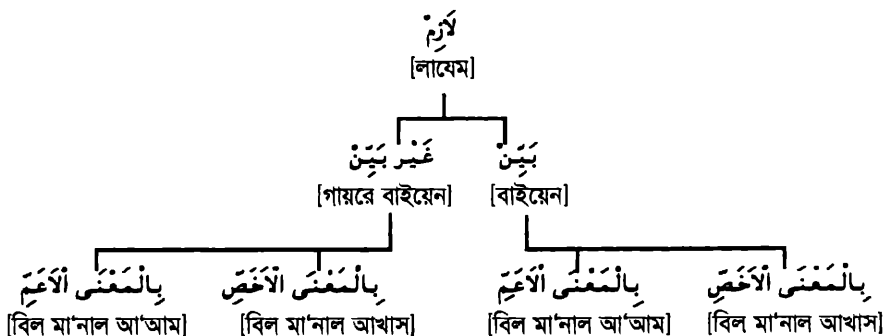 لَازِمْ
[লাযেম]
غَيْر بَيِّنْ بَيِّنْ
[গায়রে বাইয়েন] [বাইয়েন]
بِالْمَعْنَى الْاَعَمِّ بِالْمَعْنَى الْاَخَصِّ بِالْمَعْنَى الْاَعَمِّ بِالْمَعْنَى الْاَخَصِّ
[বিল মা'নাল আ'আম] [বিল মা'নাল আখাস] [বিল মা'নাল আ'আম] [বিল মা'নাল আখাস]